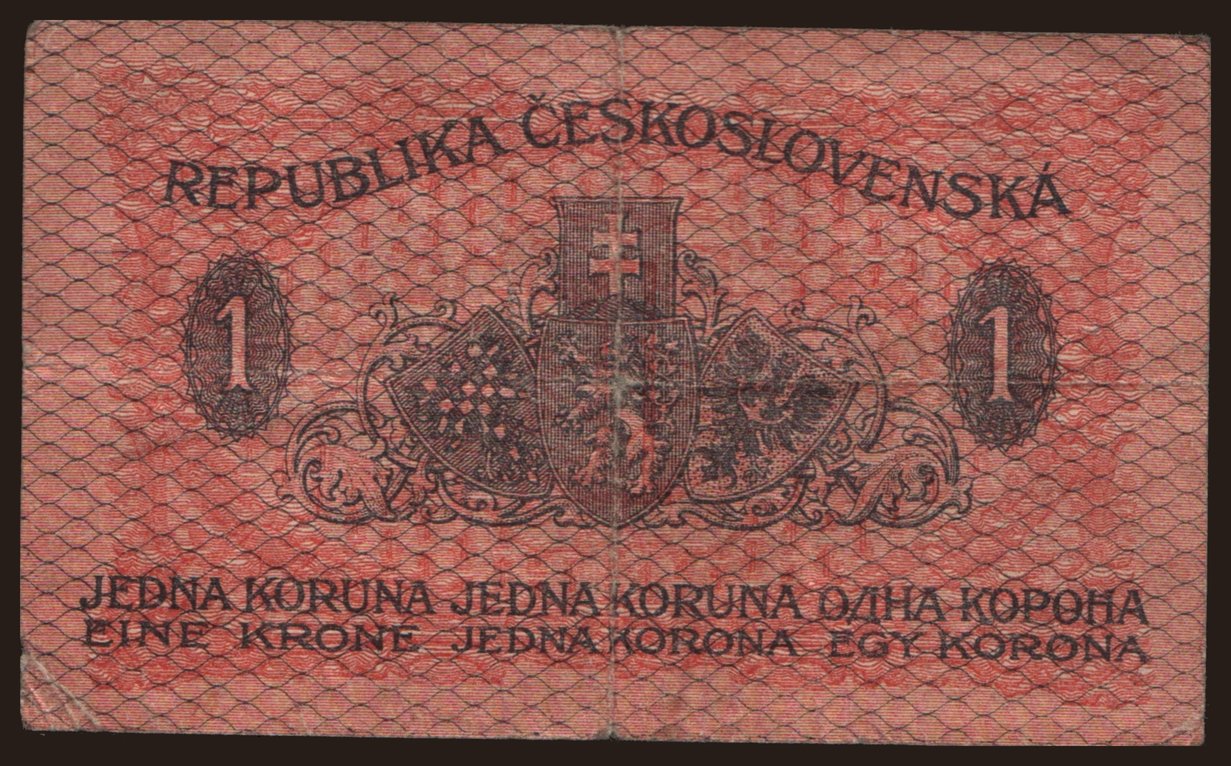 REPUBLIKA ČESKOSLOVENSKÁ
1 1
JEDNA KORUNA JEDNA KORUNA ОДНА КОРОНА
EINE KRONE JEDNA KORONA EGY KORONA